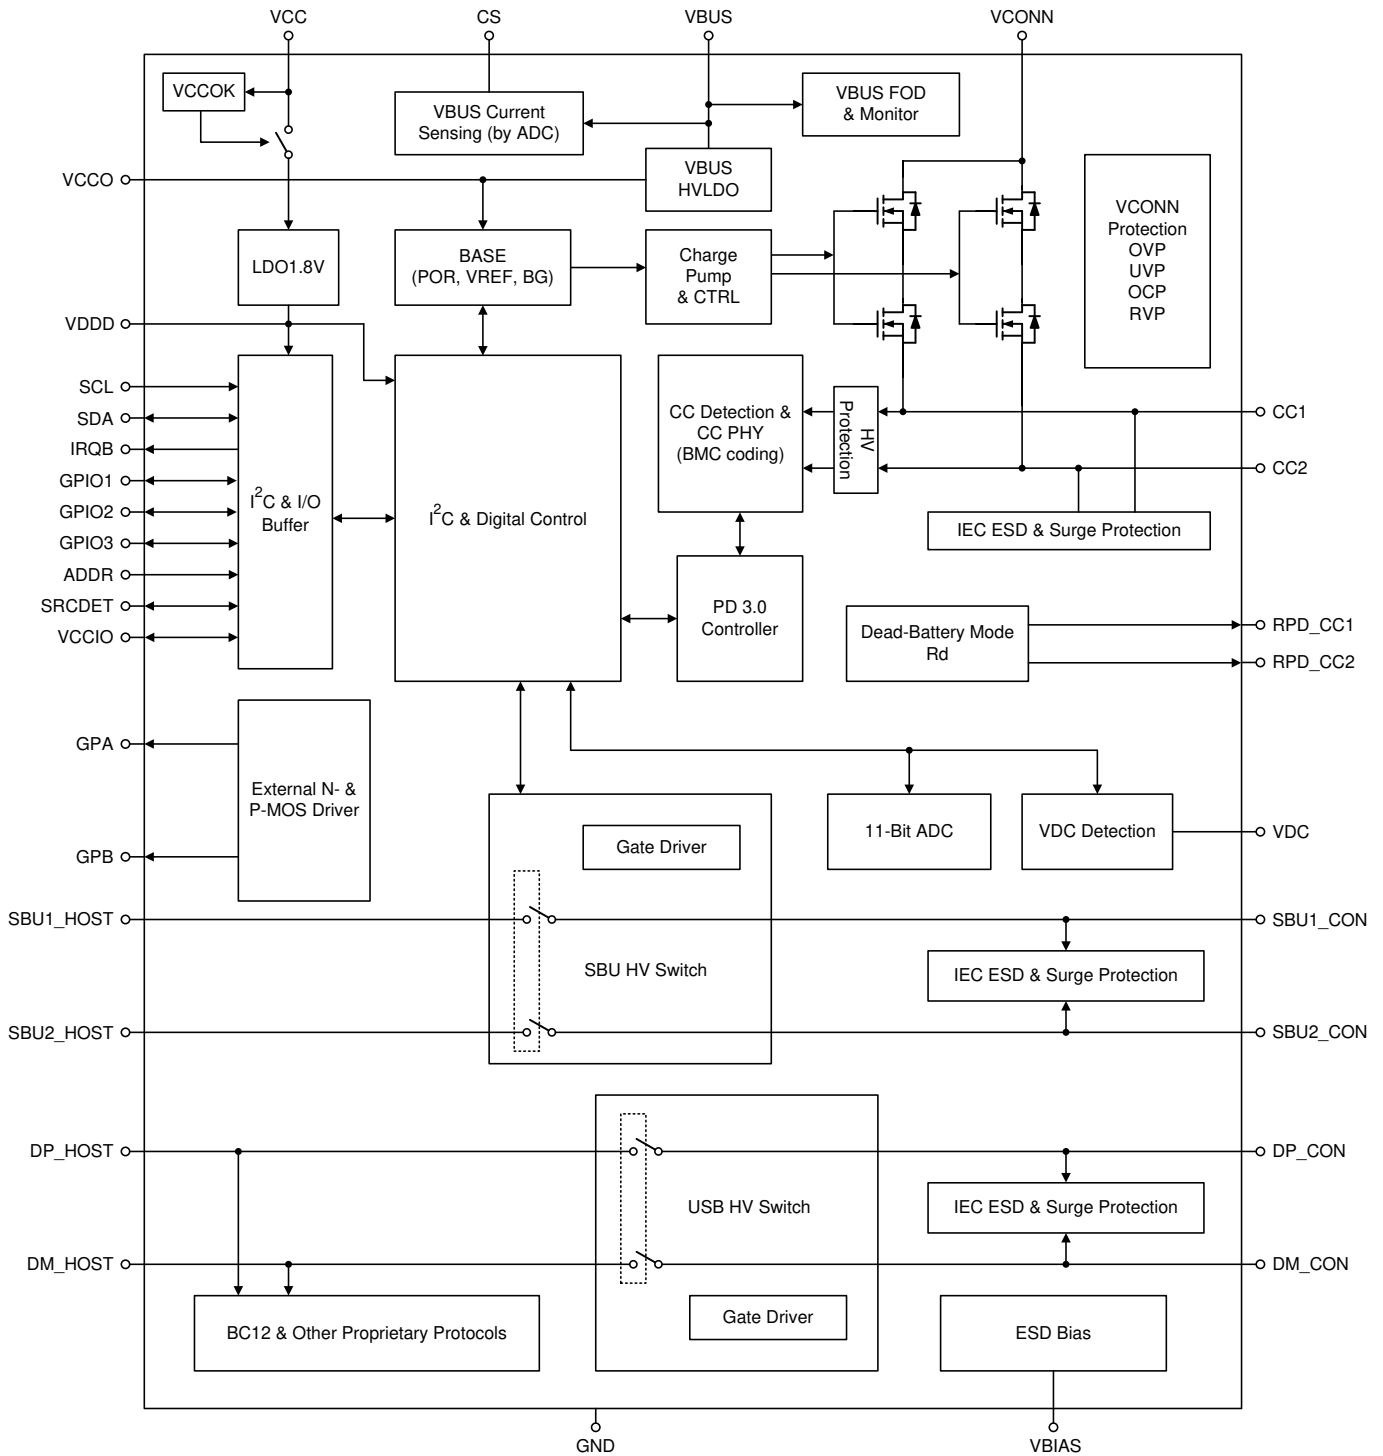 VCC
CS
VBUS
VCONN
VCCOK
VBUS Current
Sensing (by ADC)
VBUS FOD
& Monitor
VCCO
VBUS
HVLDO
VCONN
Protection
OVP
UVP
OCP
RVP
LDO1.8V
BASE
(POR, VREF, BG)
Charge
Pump
& CTRL
VDDD
SCL
SDA
IRQB
GPIO1
GPIO2
GPIO3
ADDR
SRCDET
VCCIO
I2C & I/O
Buffer
I2C & Digital Control
CC Detection &
CC PHY
(BMC coding)
HV
Protection
CC1
CC2
IEC ESD & Surge Protection
PD 3.0
Controller
Dead-Battery Mode
Rd
RPD_CC1
RPD_CC2
GPA
External N- &
P-MOS Driver
GPB
Gate Driver
11-Bit ADC
VDC Detection
VDC
SBU1_HOST
SBU1_CON
SBU HV Switch
IEC ESD & Surge Protection
SBU2_HOST
SBU2_CON
DP_HOST
DP_CON
USB HV Switch
IEC ESD & Surge Protection
DM_HOST
DM_CON
BC12 & Other Proprietary Protocols
Gate Driver
ESD Bias
GND
VBIAS